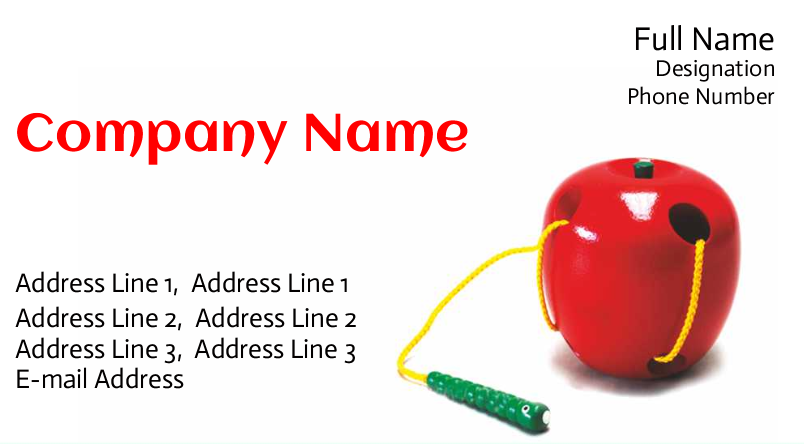 Full Name
Designation
Phone Number
Company Name
Address Line 1,  Address Line 1
Address Line 2,  Address Line 2
Address Line 3,  Address Line 3
E-mail Address